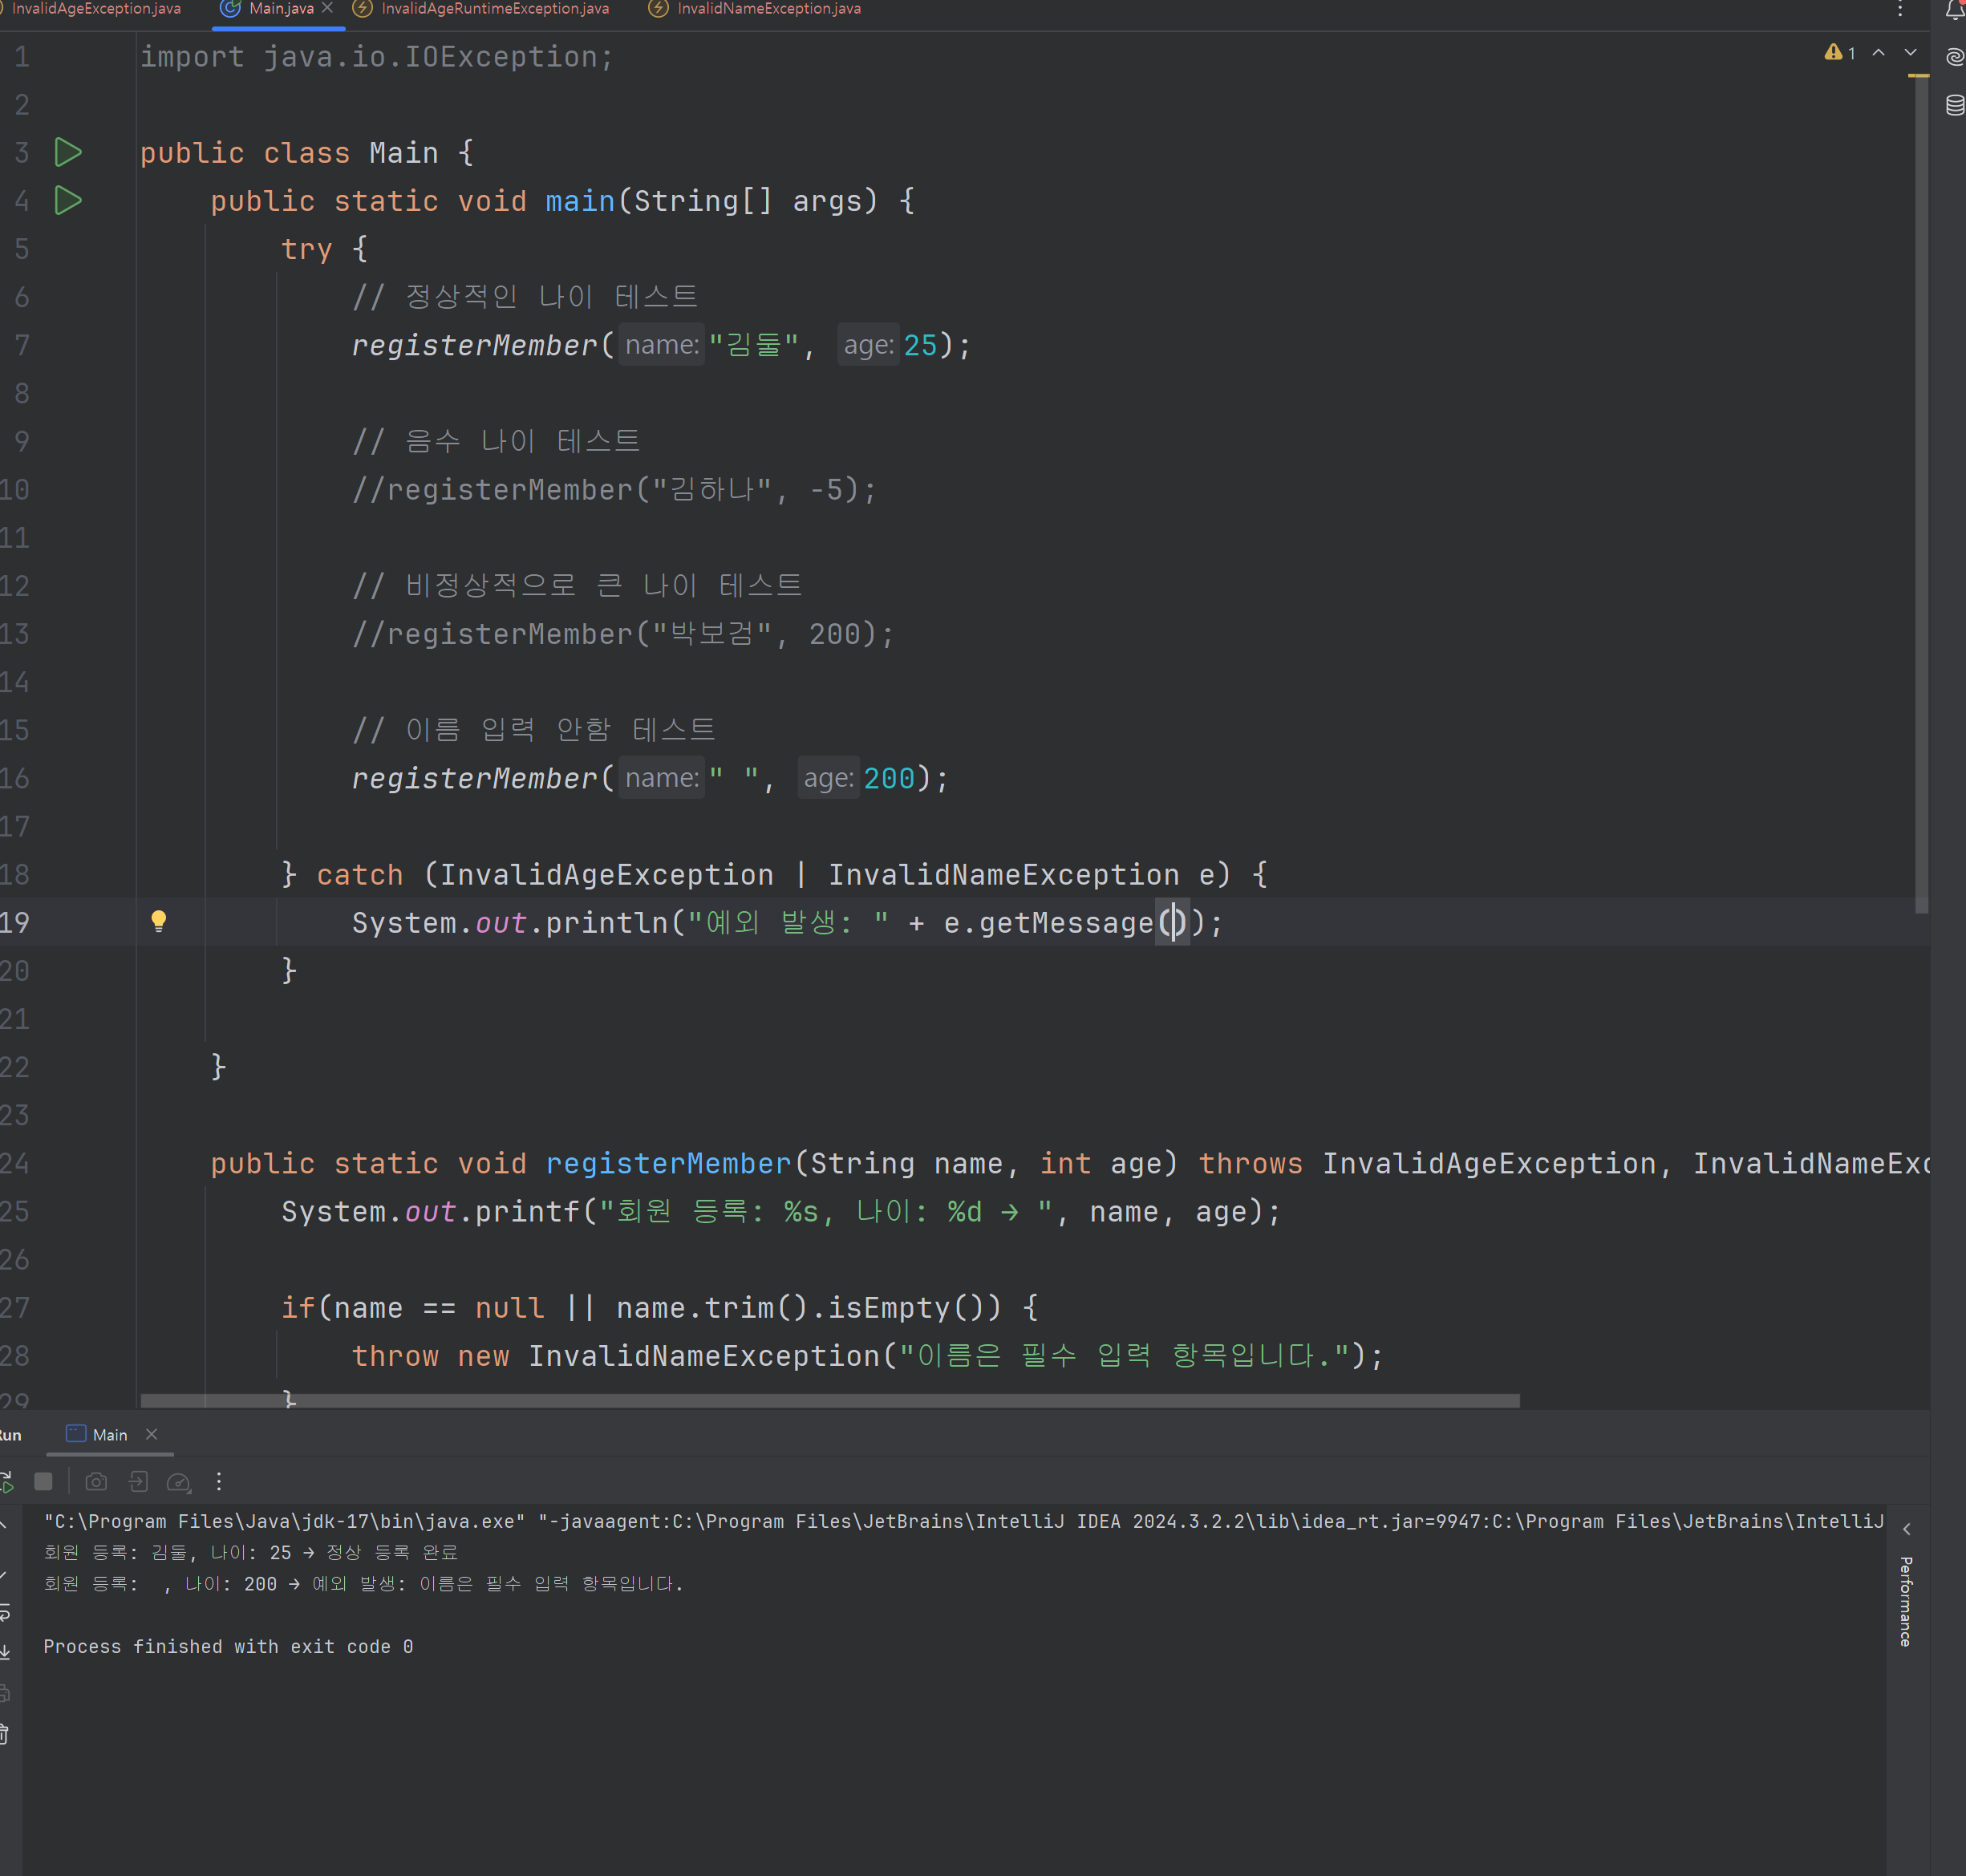 InvalidAgeException.java Main.java InvalidAgeRuntimeException.java InvalidNameException.java
1 import java.io.IOException; 1
2
3 public class Main {
4 public static void main(String[] args) {
5 try {
6 // 정상적인 나이 테스트
7 registerMember( name: "김둘", age: 25);
8
9 // 음수 나이 테스트
10 //registerMember("김하나", -5);
11
12 // 비정상적으로 큰 나이 테스트
13 //registerMember("박보검", 200);
14
15 // 이름 입력 안함 테스트
16 registerMember( name: " ", age: 200);
17
18 } catch (InvalidAgeException | InvalidNameException e) {
19 System.out.println("예외 발생: " + e.getMessage());
20 }
21
22 }
23
24 public static void registerMember(String name, int age) throws InvalidAgeException, InvalidNameExc
25 System.out.printf("회원 등록: %s, 나이: %d → ", name, age);
26
27 if(name == null || name.trim().isEmpty()) {
28 throw new InvalidNameException("이름은 필수 입력 항목입니다.");
29 }
Run Main
"C:\Program Files\Java\jdk-17\bin\java.exe" "-javaagent:C:\Program Files\JetBrains\IntelliJ IDEA 2024.3.2.2\lib\idea_rt.jar=9947:C:\Program Files\JetBrains\IntelliJ
회원 등록: 김둘, 나이: 25 → 정상 등록 완료
회원 등록:  , 나이: 200 → 예외 발생: 이름은 필수 입력 항목입니다.
Process finished with exit code 0
Performance